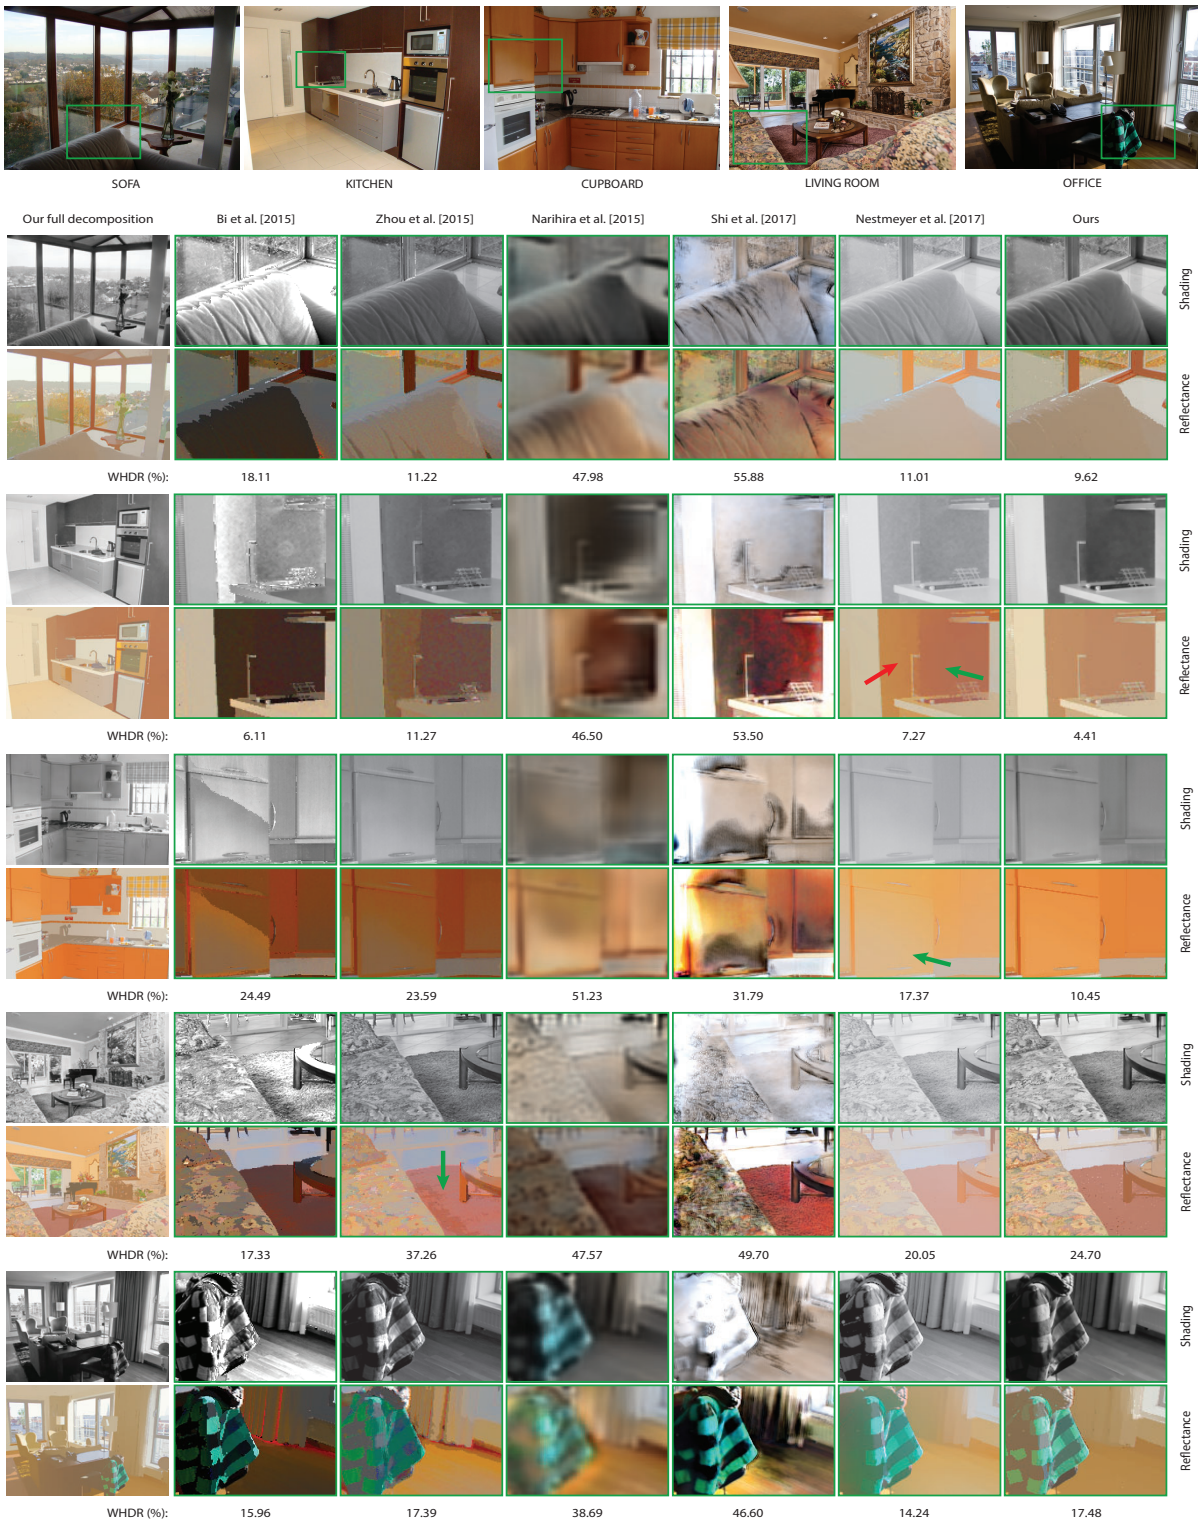 SOFA KITCHEN CUPBOARD LIVING ROOM OFFICE
Our full decomposition Bi et al. [2015] Zhou et al. [2015] Narihira et al. [2015] Shi et al. [2017] Nestmeyer et al. [2017] Ours
Shading
Reflectance
WHDR (%): 18.11 11.22 47.98 55.88 11.01 9.62
Shading
Reflectance
WHDR (%): 6.11 11.27 46.50 53.50 7.27 4.41
Shading
Reflectance
WHDR (%): 24.49 23.59 51.23 31.79 17.37 10.45
Shading
Reflectance
WHDR (%): 17.33 37.26 47.57 49.70 20.05 24.70
Shading
Reflectance
WHDR (%): 15.96 17.39 38.69 46.60 14.24 17.48